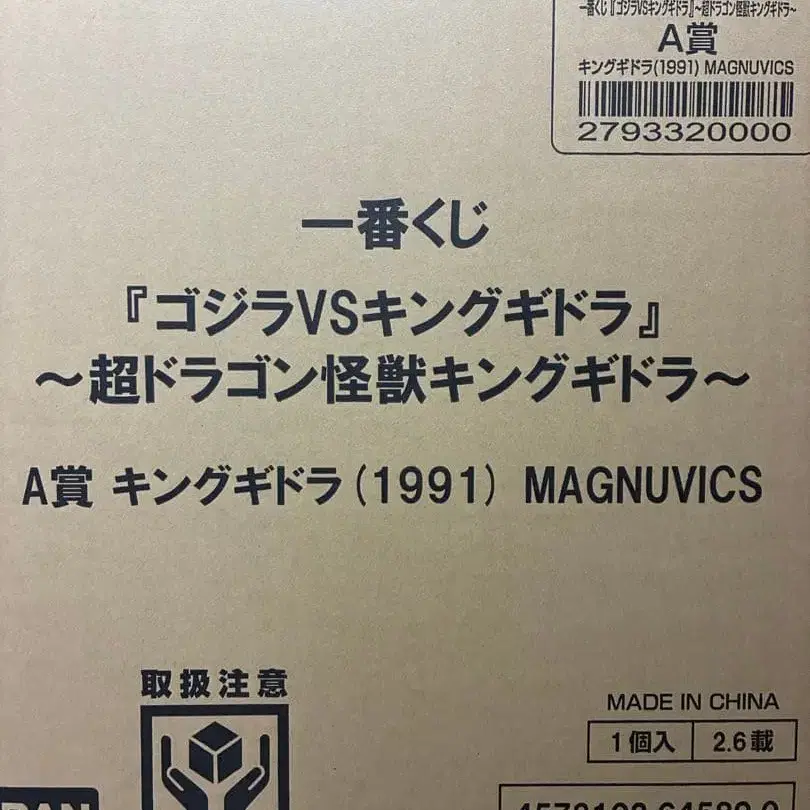 一番くじ『ゴジラVSキングギドラ』~超ドラゴン怪獣キングギドラ~
A賞
キングギドラ(1991) MAGNUVICS
2793320000
一番くじ
『ゴジラVSキングギドラ』
~超ドラゴン怪獣キングギドラ~
A賞 キングギドラ(1991) MAGNUVICS
取扱注意
MADE IN CHINA
1個入 2.6載